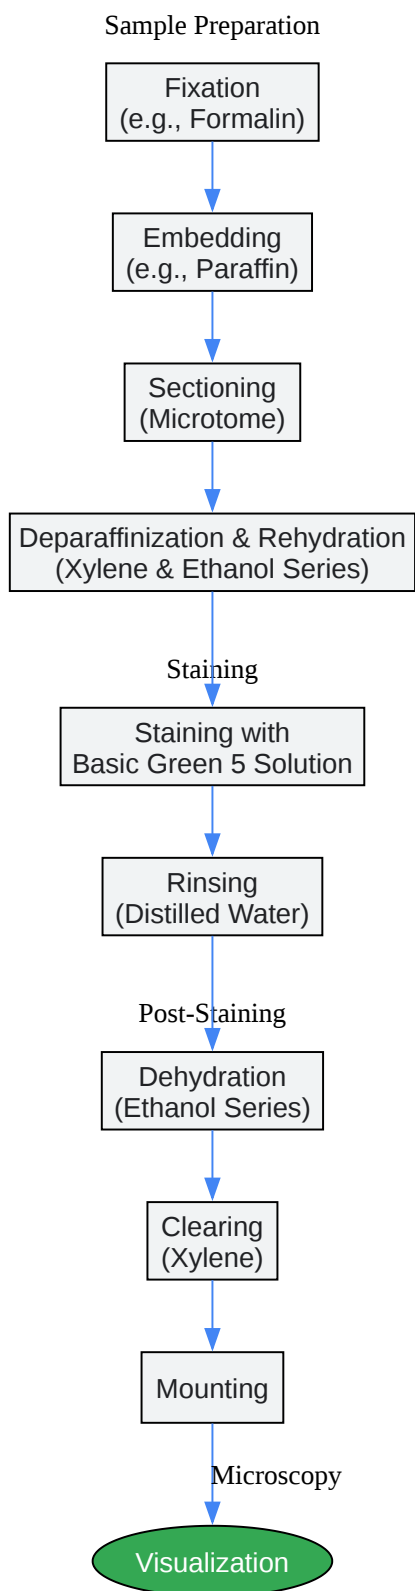 Sample Preparation
Fixation
(e.g., Formalin)
Embedding
(e.g., Paraffin)
Sectioning
(Microtome)
Deparaffinization & Rehydration
(Xylene & Ethanol Series)
Staining
Staining with
Basic Green 5 Solution
Rinsing
(Distilled Water)
Post-Staining
Dehydration
(Ethanol Series)
Clearing
(Xylene)
Mounting
Microscopy
Visualization